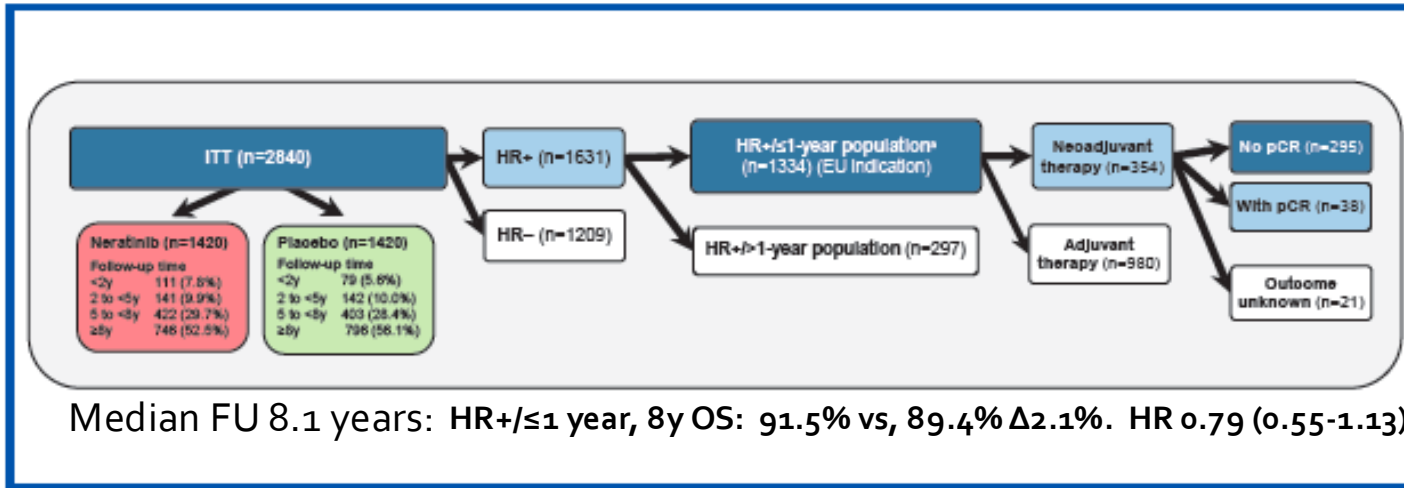 ITT (n=2840)
Neratinib (n=1420)
Follow-up time
<2y 111 (7.8%)
2 to <5y 141 (9.9%)
5 to <8y 422 (29.7%)
≥8y 746 (52.5%)
Placebo (n=1420)
Follow-up time
<2y 79 (5.6%)
2 to <5y 142 (10.0%)
5 to <8y 403 (28.4%)
≥8y 796 (56.1%)
HR+ (n=1631)
HR− (n=1209)
HR+/≤1-year populationᵃ
(n=1334) (EU Indication)
HR+/>1-year population (n=297)
Neoadjuvant
therapy (n=354)
Adjuvant
therapy (n=980)
No pCR (n=295)
With pCR (n=38)
Outcome
unknown (n=21)
Median FU 8.1 years: HR+/≤1 year, 8y OS: 91.5% vs, 89.4% Δ2.1%. HR 0.79 (0.55-1.13)